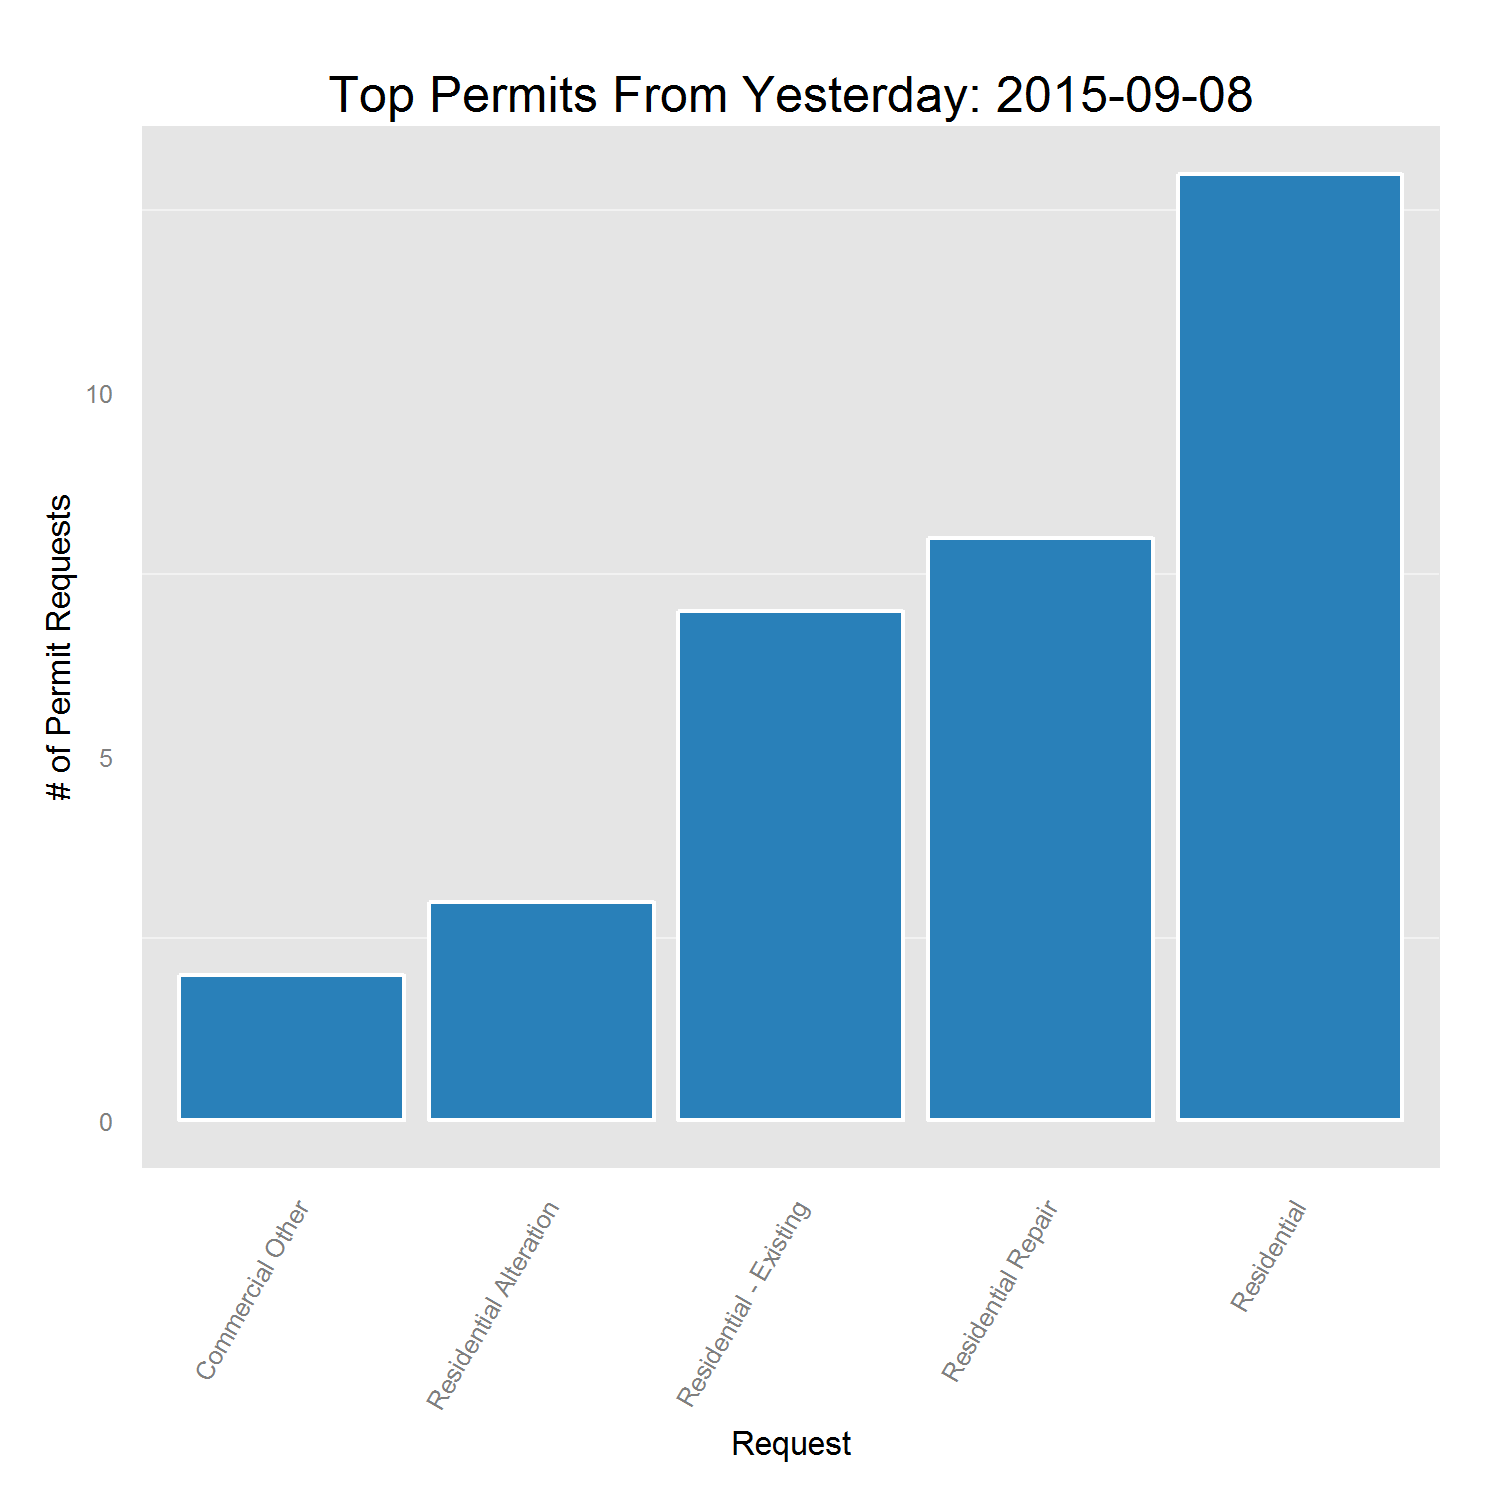 Top Permits From Yesterday: 2015-09-08
# of Permit Requests
10
5
0
Commercial Other
Residential Alteration
Residential - Existing
Residential Repair
Residential
Request